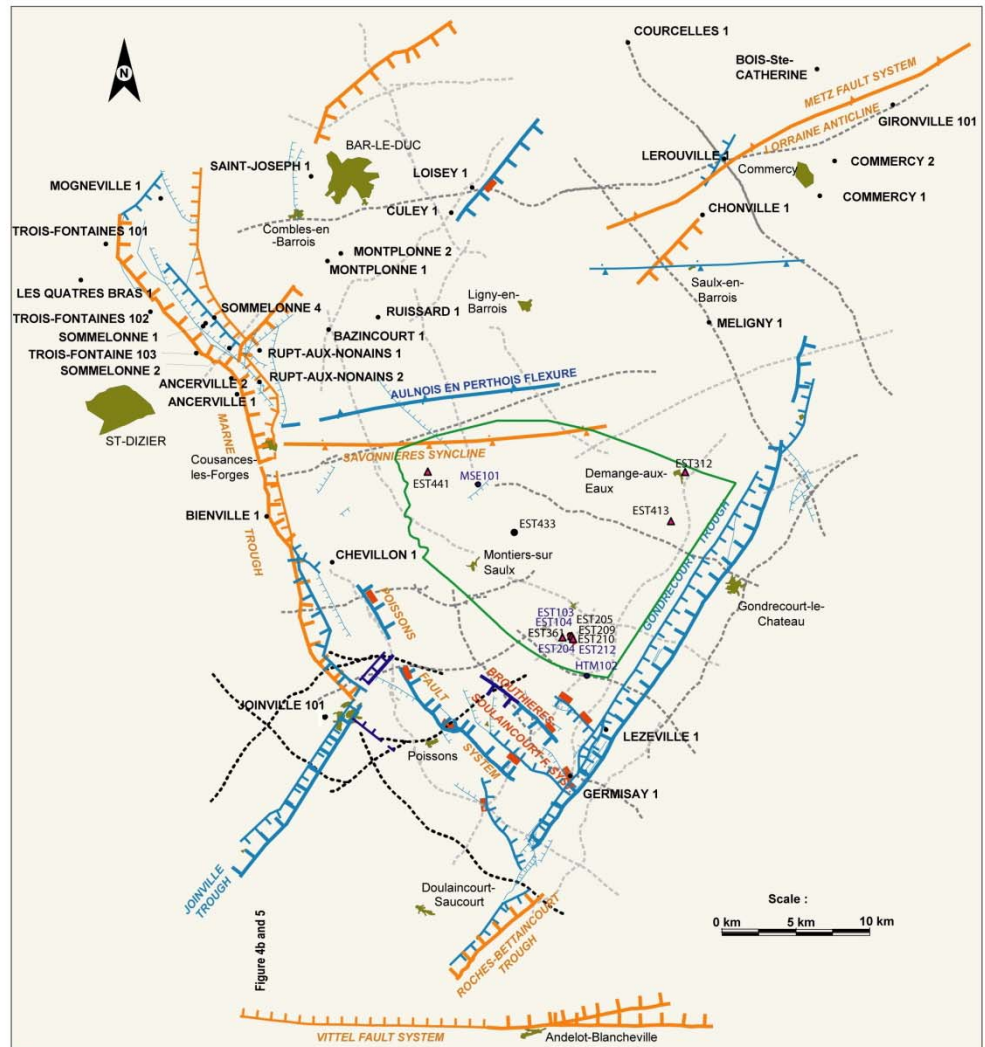 COURCELLES 1
BOIS-Ste-
CATHERINE
METZ FAULT SYSTEM
N
GIRONVILLE 101
LORRAINE ANTICLINE
BAR-LE-DUC
SAINT-JOSEPH 1
LOISEY 1
LEROUVILLE 1
Commercy
COMMERCY 2
MOGNEVILLE 1
COMMERCY 1
CULEY 1
CHONVILLE 1
Combles-en
-Barrois
TROIS-FONTAINES 101
MONTPLONNE 2
MONTPLONNE 1
LES QUATRES BRAS 1
Saulx-en-
Barrois
Ligny-en-
Barrois
SOMMELONNE 4
RUISSARD 1
TROIS-FONTAINES 102
MELIGNY 1
SOMMELONNE 1
BAZINCOURT 1
TROIS-FONTAINE 103
RUPT-AUX-NONAINS 1
SOMMELONNE 2
ANCERVILLE 2
RUPT-AUX-NONAINS 2
ANCERVILLE 1
AULNOIS EN PERTHOIS FLEXURE
ST-DIZIER
MARNE
TROUGH
SAVONNIERES SYNCLINE
Cousances-
les-Forges
EST441
MSE101
Demange-aux-
Eaux
EST312
EST413
BIENVILLE 1
EST433
CHEVILLON 1
Montiers-sur
Saulx
GONDRECOURT TROUGH
Gondrecourt-le-
Chateau
EST103
EST205
EST104
EST209
EST361
EST210
EST204
EST212
HTM102
POISSONS
FAULT
SYSTEM
BROUTHIERES-
SOULAINCOURT-F. SYS.
JOINVILLE 101
Poissons
LEZEVILLE 1
GERMISAY 1
Doulaincourt-
Saucourt
JOINVILLE
TROUGH
Figure 4b and 5
ROCHES-BETTAINCOURT
TROUGH
Scale :
0 km 5 km 10 km
VITTEL FAULT SYSTEM
Andelot-Blancheville